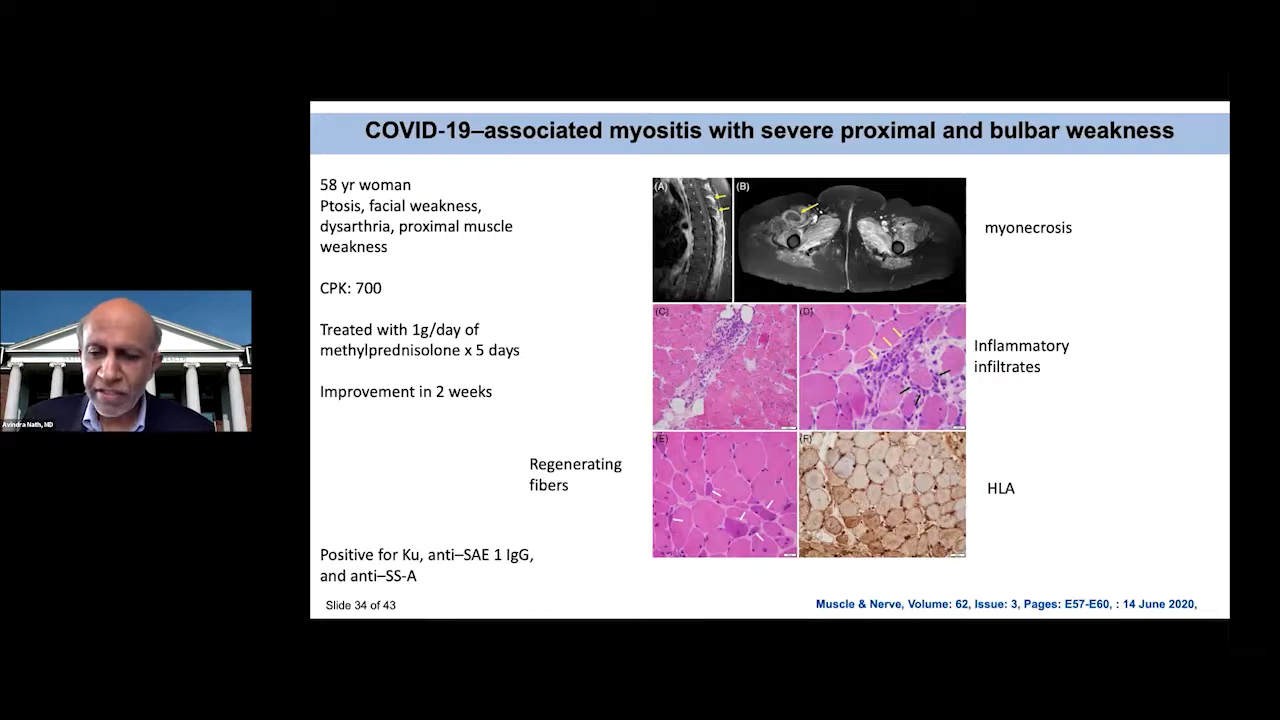 COVID-19–associated myositis with severe proximal and bulbar weakness
58 yr woman
Ptosis, facial weakness,
dysarthria, proximal muscle
weakness
CPK: 700
Treated with 1g/day of
methylprednisolone x 5 days
Improvement in 2 weeks
Regenerating
fibers
Positive for Ku, anti–SAE 1 IgG,
and anti–SS-A
Slide 34 of 43
(A)
(B)
(C)
(D)
(E)
(F)
myonecrosis
Inflammatory
infiltrates
HLA
Muscle & Nerve, Volume: 62, Issue: 3, Pages: E57-E60, : 14 June 2020,
Avindra Nath, MD